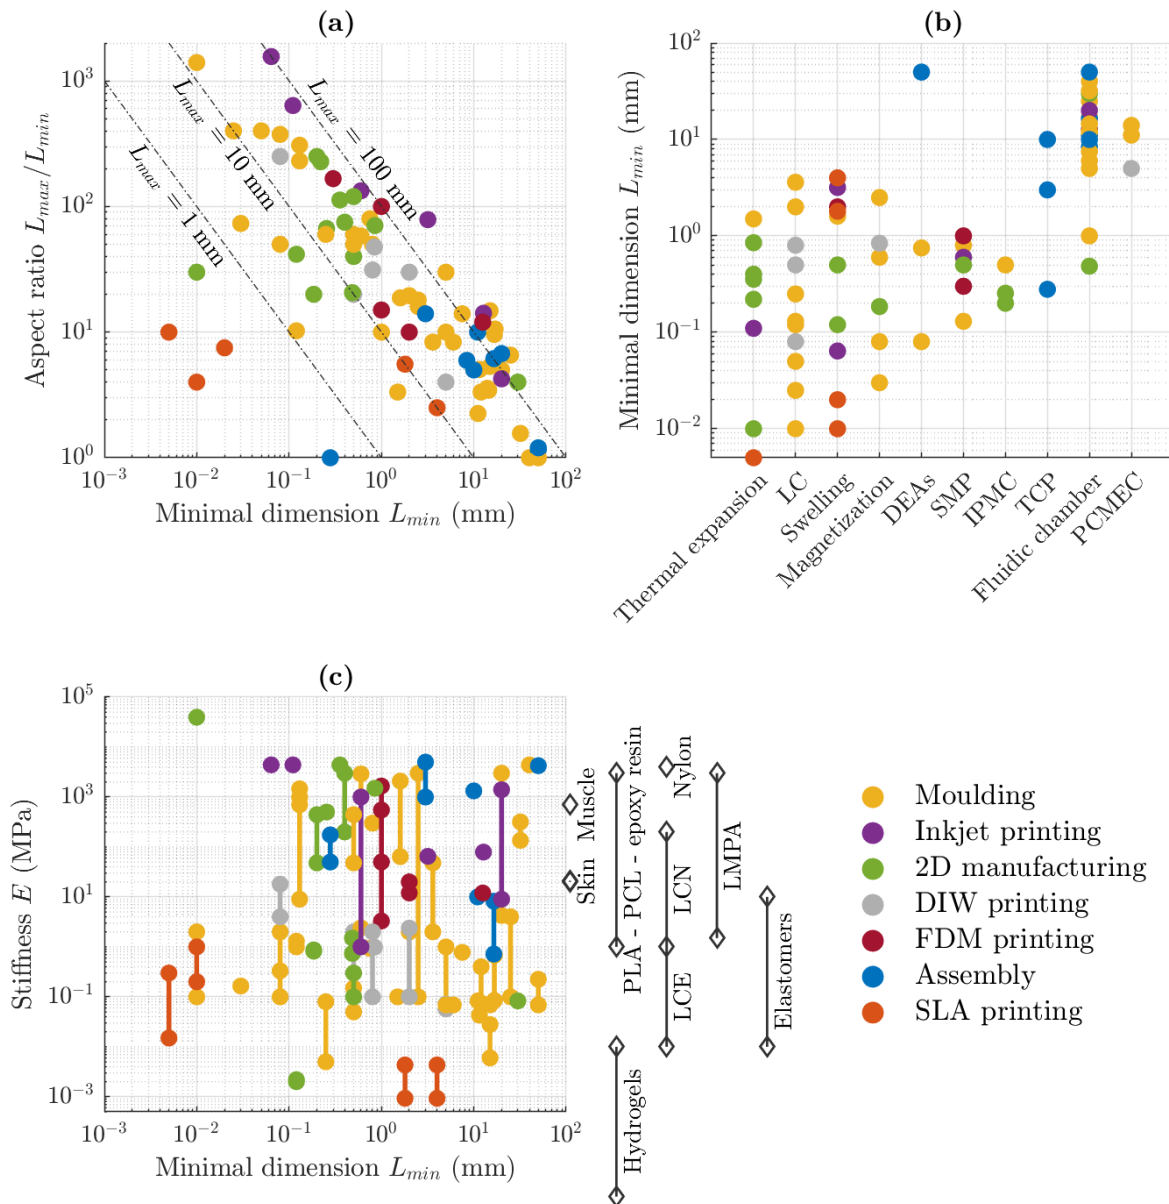 (a)
10^3
10^2
10^1
10^0
Aspect ratio L_max/L_min
L_max = 1 mm
L_max = 10 mm
L_max = 100 mm
10^-3 10^-2 10^-1 10^0 10^1 10^2
Minimal dimension L_min (mm)
(b)
10^2
10^1
10^0
10^-1
10^-2
Minimal dimension L_min (mm)
Thermal expansion
LC
Swelling
Magnetization
DEAs
SMP
IPMC
TCP
Fluidic chamber
PCMEC
(c)
10^5
10^3
10^1
10^-1
10^-3
Stiffness E (MPa)
10^-3 10^-2 10^-1 10^0 10^1 10^2
Minimal dimension L_min (mm)
Skin
Muscle
PLA - PCL - epoxy resin
Hydrogels
Nylon
LCN
LCE
LMPA
Elastomers
Moulding
Inkjet printing
2D manufacturing
DIW printing
FDM printing
Assembly
SLA printing